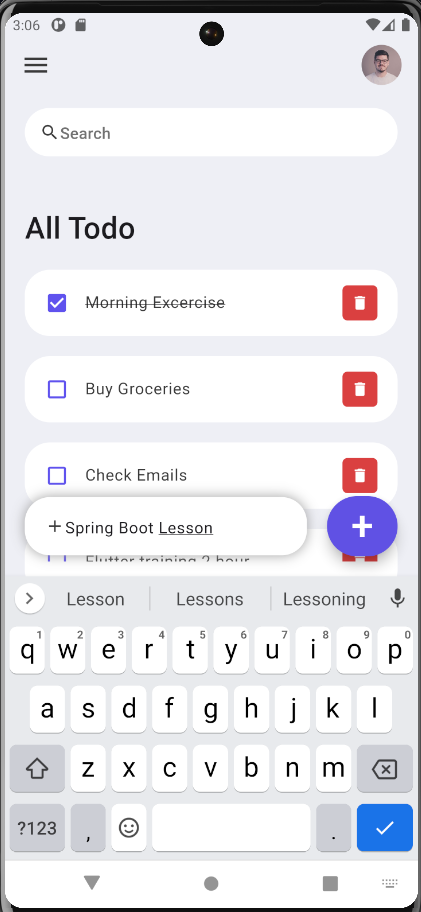 3:06
Search
All Todo
Morning Excercise
Buy Groceries
Check Emails
+ Spring Boot Lesson
+
Flutter training 2 hour
Lesson Lessons Lessoning
q1 w2 e3 r4 t5 y6 u7 i8 o9 p0
a s d f g h j k l
z x c v b n m
?123 , .